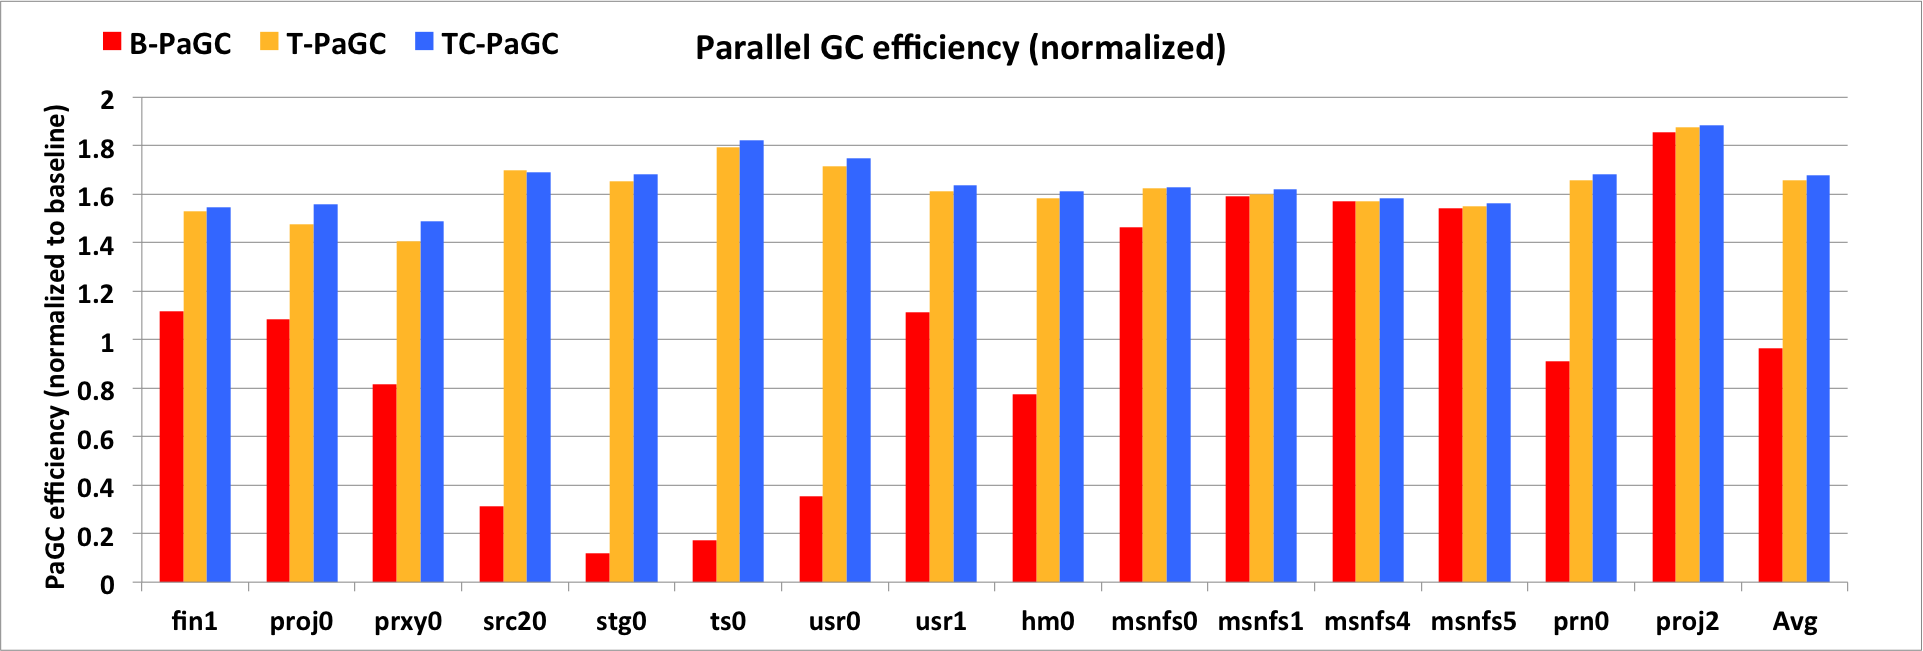 B-PaGC T-PaGC TC-PaGC
Parallel GC efficiency (normalized)
PaGC efficiency (normalized to baseline)
2
1.8
1.6
1.4
1.2
1
0.8
0.6
0.4
0.2
0
fin1 proj0 prxy0 src20 stg0 ts0 usr0 usr1 hm0 msnfs0 msnfs1 msnfs4 msnfs5 prn0 proj2 Avg